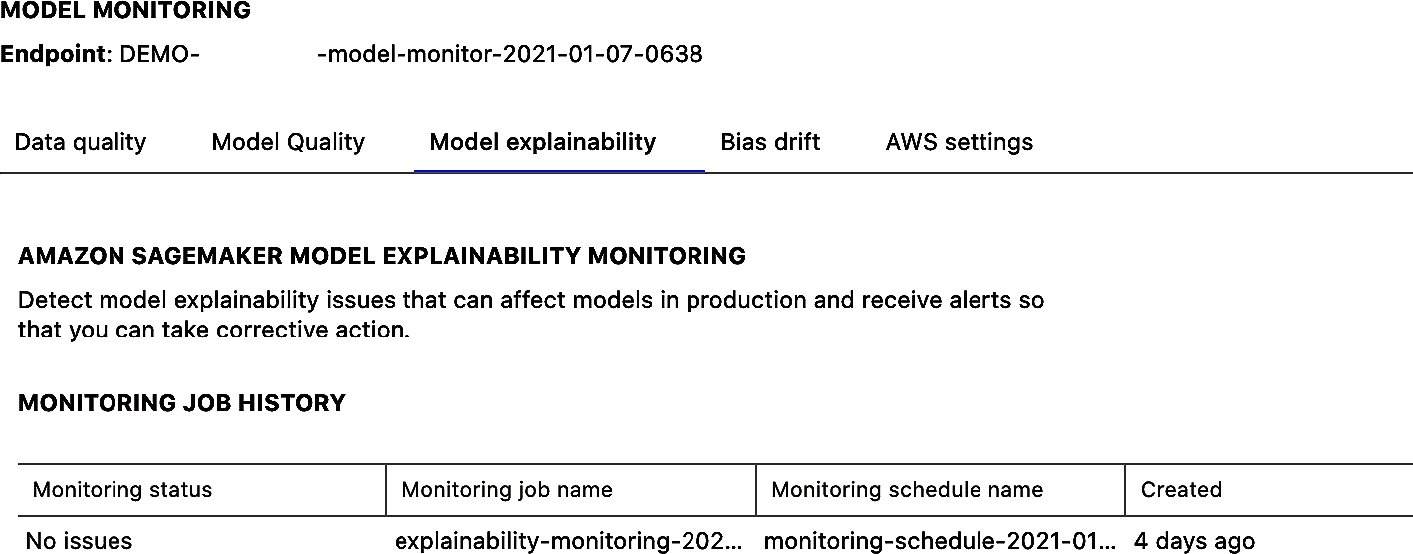 MODEL MONITORING
Endpoint: DEMO- -model-monitor-2021-01-07-0638
Data quality Model Quality Model explainability Bias drift AWS settings
AMAZON SAGEMAKER MODEL EXPLAINABILITY MONITORING
Detect model explainability issues that can affect models in production and receive alerts so
that you can take corrective action.
MONITORING JOB HISTORY
Monitoring status Monitoring job name Monitoring schedule name Created
No issues explainability-monitoring-202... monitoring-schedule-2021-01... 4 days ago